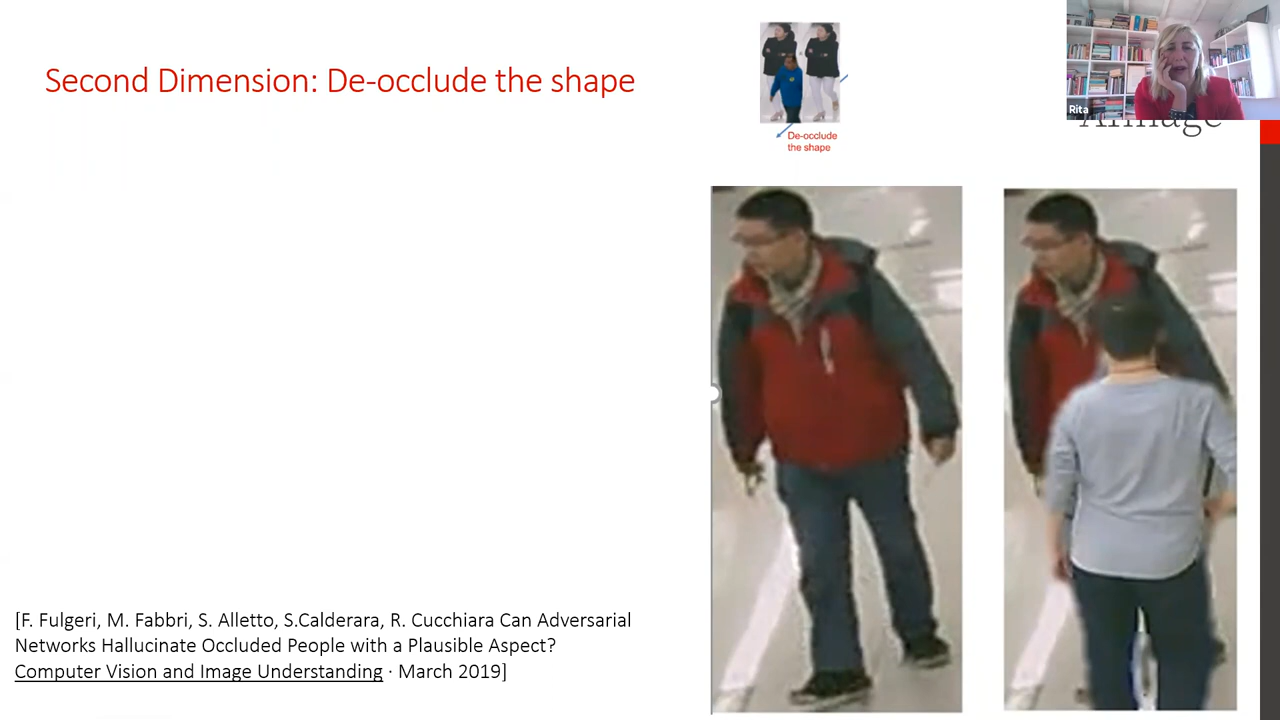 Second Dimension: De-occlude the shape
De-occlude
the shape
Rita
[F. Fulgeri, M. Fabbri, S. Alletto, S.Calderara, R. Cucchiara Can Adversarial
Networks Hallucinate Occluded People with a Plausible Aspect?
Computer Vision and Image Understanding · March 2019]